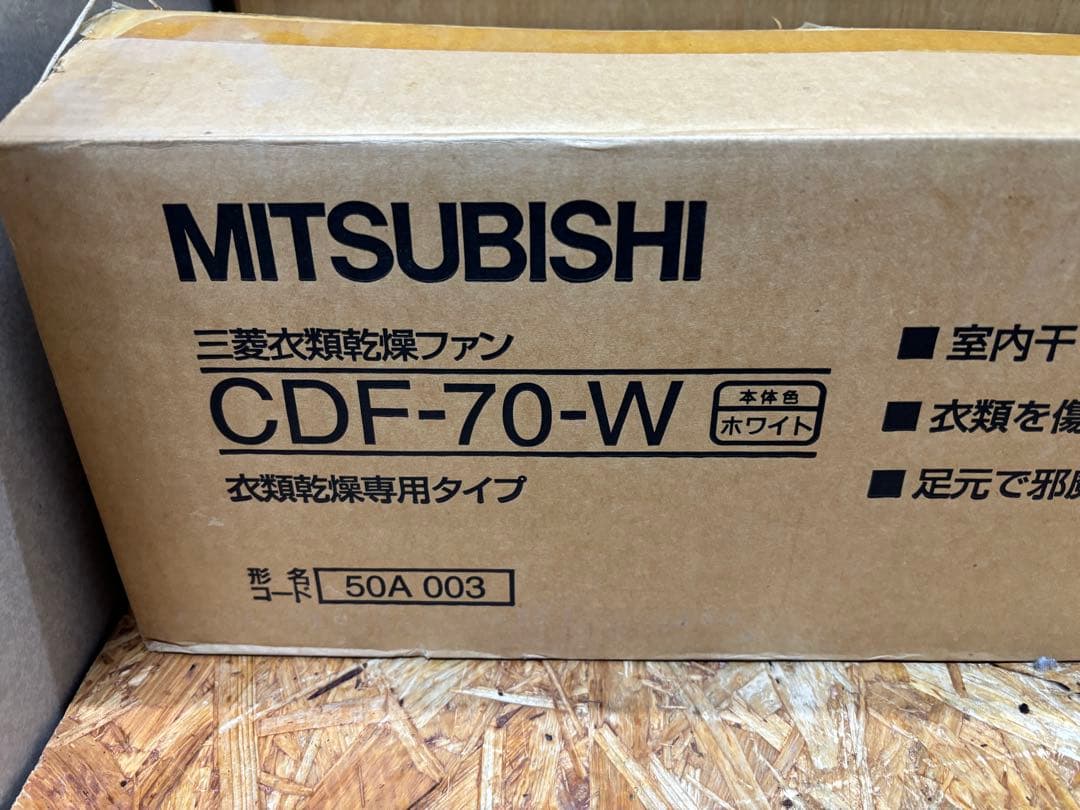 MITSUBISHI
三菱衣類乾燥ファン
CDF-70-W
本体色
ホワイト
衣類乾燥専用タイプ
形名
コード
50A 003
■ 室内干
■ 衣類を傷
■ 足元で邪魔